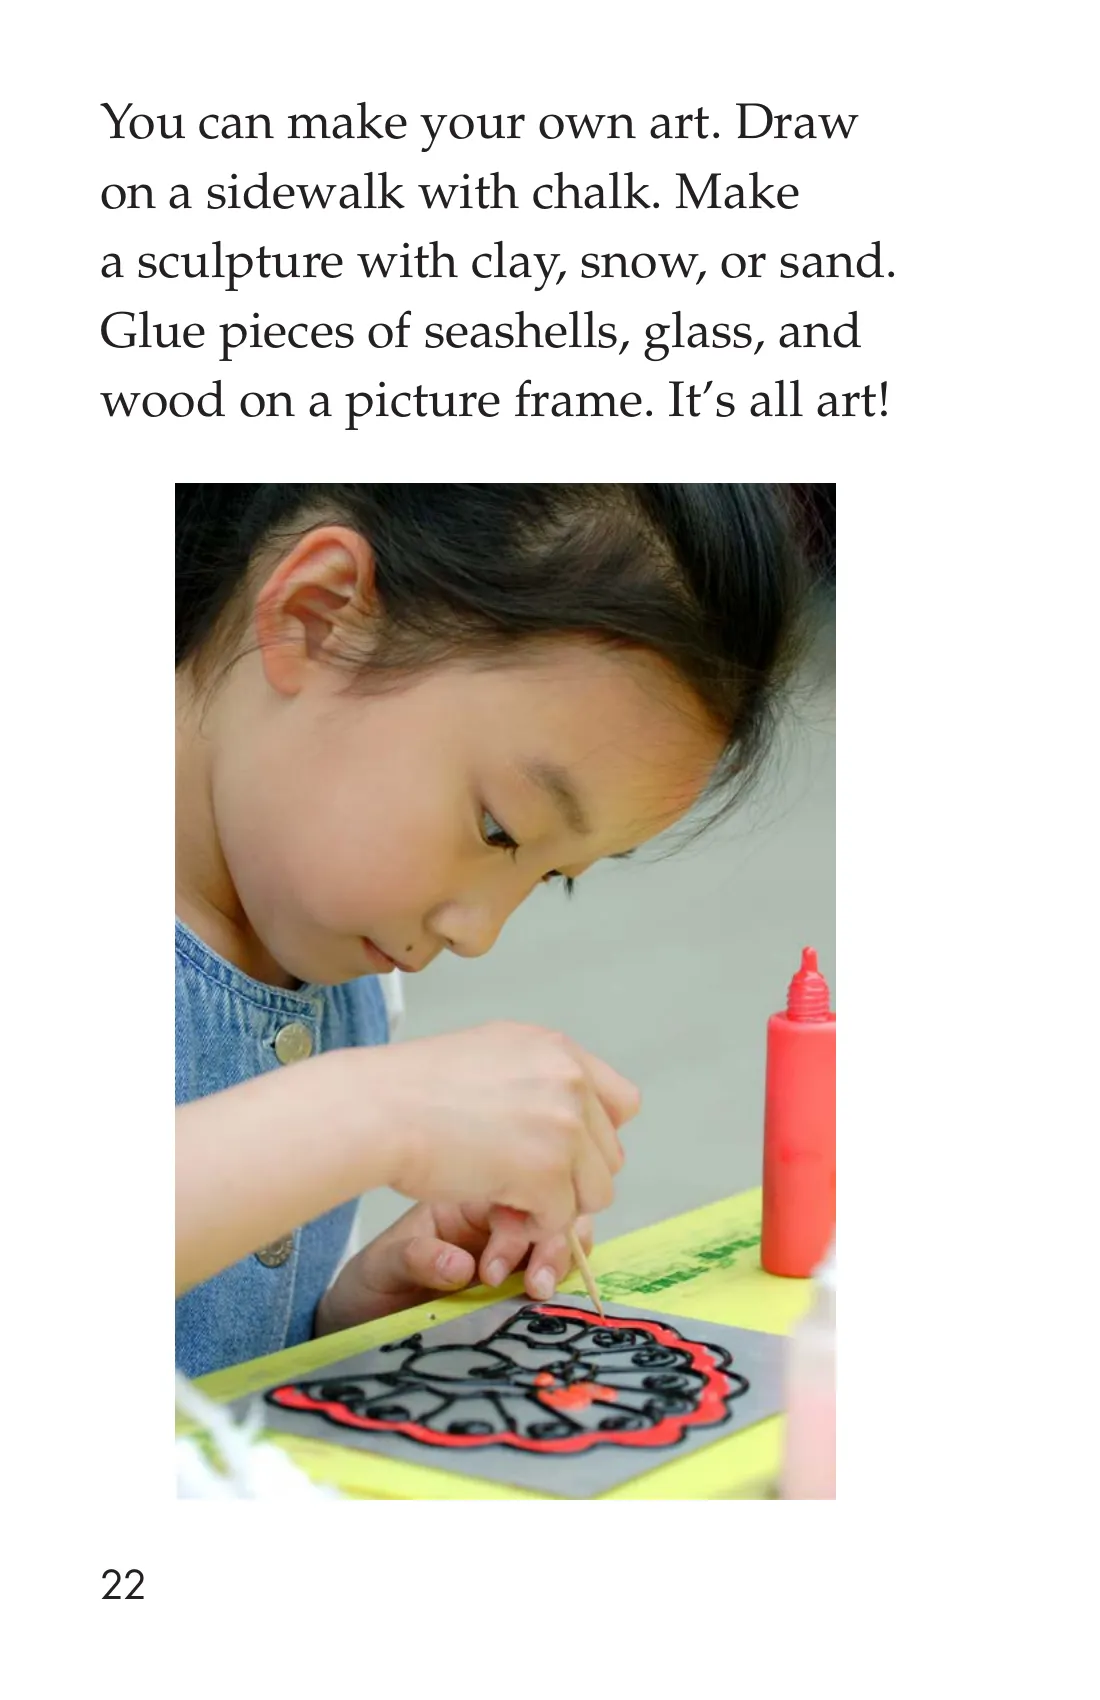 You can make your own art. Draw
on a sidewalk with chalk. Make
a sculpture with clay, snow, or sand.
Glue pieces of seashells, glass, and
wood on a picture frame. It’s all art!
22